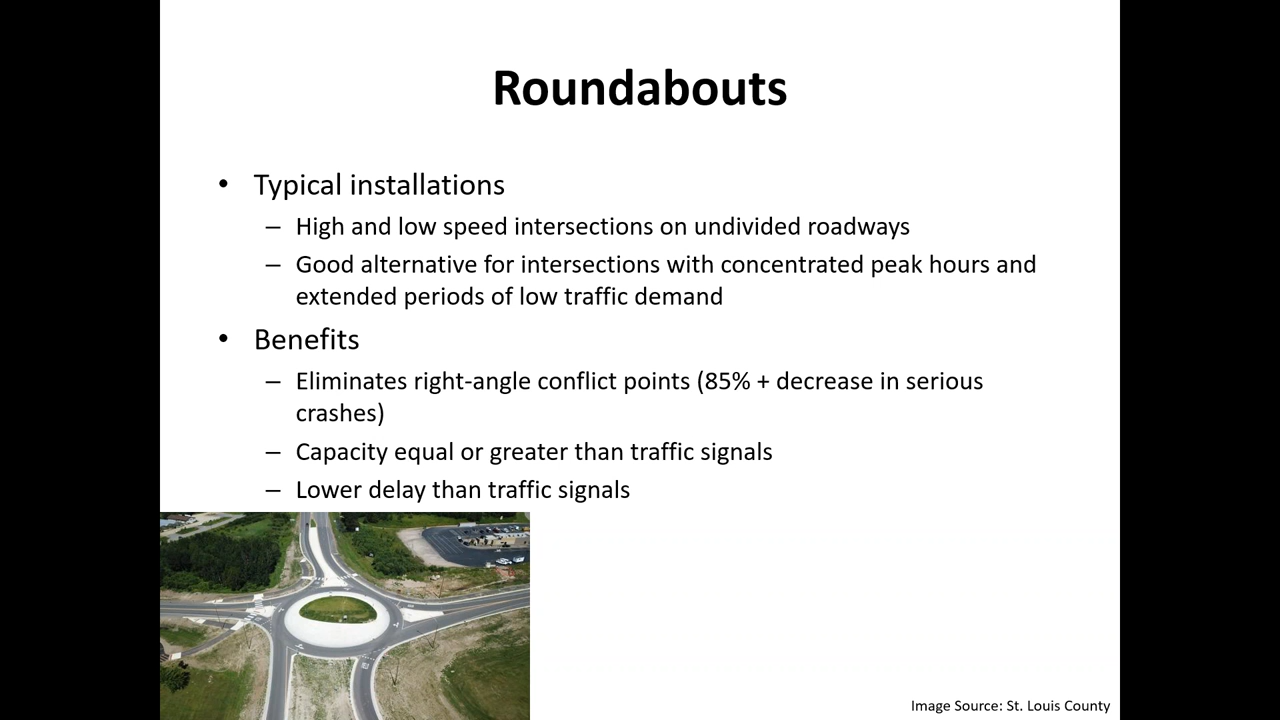 Roundabouts
• Typical installations
– High and low speed intersections on undivided roadways
– Good alternative for intersections with concentrated peak hours and
extended periods of low traffic demand
• Benefits
– Eliminates right-angle conflict points (85% + decrease in serious
crashes)
– Capacity equal or greater than traffic signals
– Lower delay than traffic signals
Image Source: St. Louis County